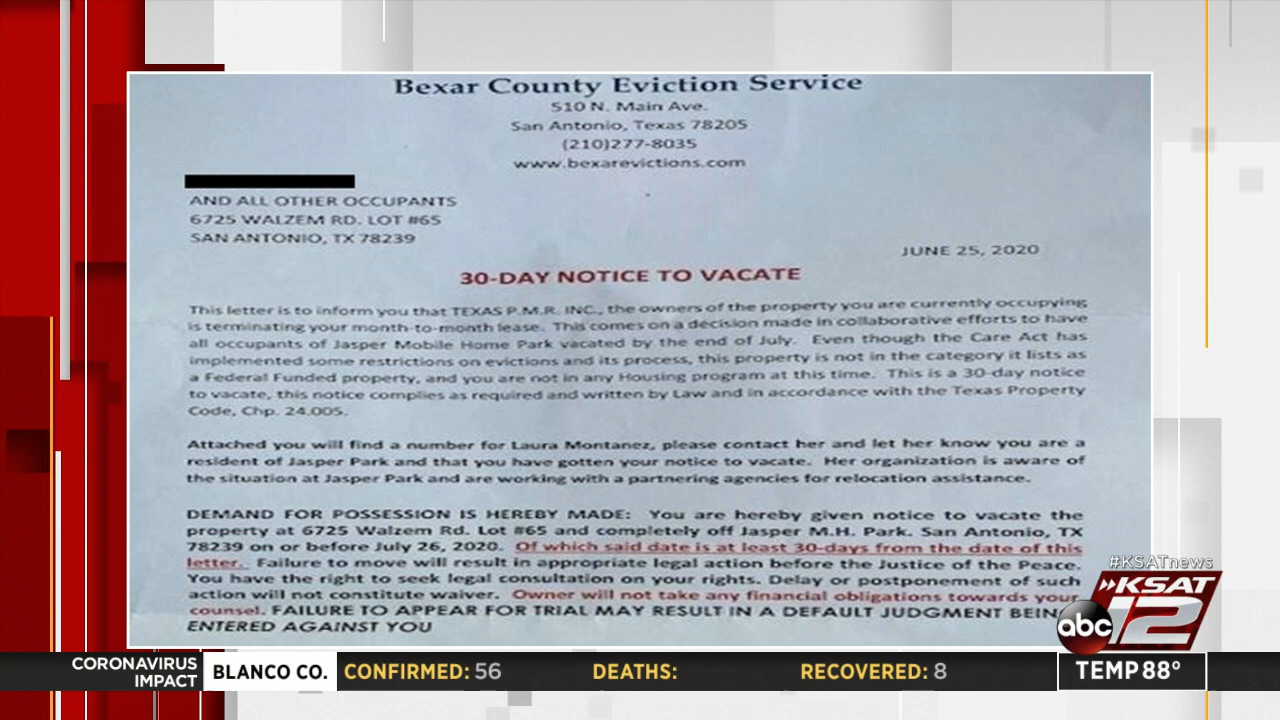 Bexar County Eviction Service
510 N. Main Ave.
San Antonio, Texas 78205
(210)277-8035
www.bexarevictions.com
AND ALL OTHER OCCUPANTS
6725 WALZEM RD. LOT #65
SAN ANTONIO, TX 78239
JUNE 25, 2020
30-DAY NOTICE TO VACATE
This letter is to inform you that TEXAS P.M.R. INC., the owners of the property you are currently occupying
is terminating your month-to-month lease. This comes on a decision made in collaborative efforts to have
all occupants of Jasper Mobile Home Park vacated by the end of July. Even though the Care Act has
implemented some restrictions on evictions and its process, this property is not in the category it lists as
a Federal Funded property, and you are not in any Housing program at this time. This is a 30-day notice
to vacate, this notice complies as required and written by Law and in accordance with the Texas Property
Code, Chp. 24.005.
Attached you will find a number for Laura Montanez, please contact her and let her know you are a
resident of Jasper Park and that you have gotten your notice to vacate. Her organization is aware of
the situation at Jasper Park and are working with a partnering agencies for relocation assistance.
DEMAND FOR POSSESSION IS HEREBY MADE: You are hereby given notice to vacate the
property at 6725 Walzem Rd. Lot #65 and completely off Jasper M.H. Park. San Antonio, TX
78239 on or before July 26, 2020. Of which said date is at least 30-days from the date of this
letter. Failure to move will result in appropriate legal action before the Justice of the Peace.
You have the right to seek legal consultation on your rights. Delay or postponement of such
action will not constitute waiver. Owner will not take any financial obligations towards your
counsel. FAILURE TO APPEAR FOR TRIAL MAY RESULT IN A DEFAULT JUDGMENT BEIN
ENTERED AGAINST YOU
#KSATnews
KSAT
abc 12
CORONAVIRUS IMPACT
BLANCO CO. CONFIRMED: 56 DEATHS: RECOVERED: 8 TEMP 88°